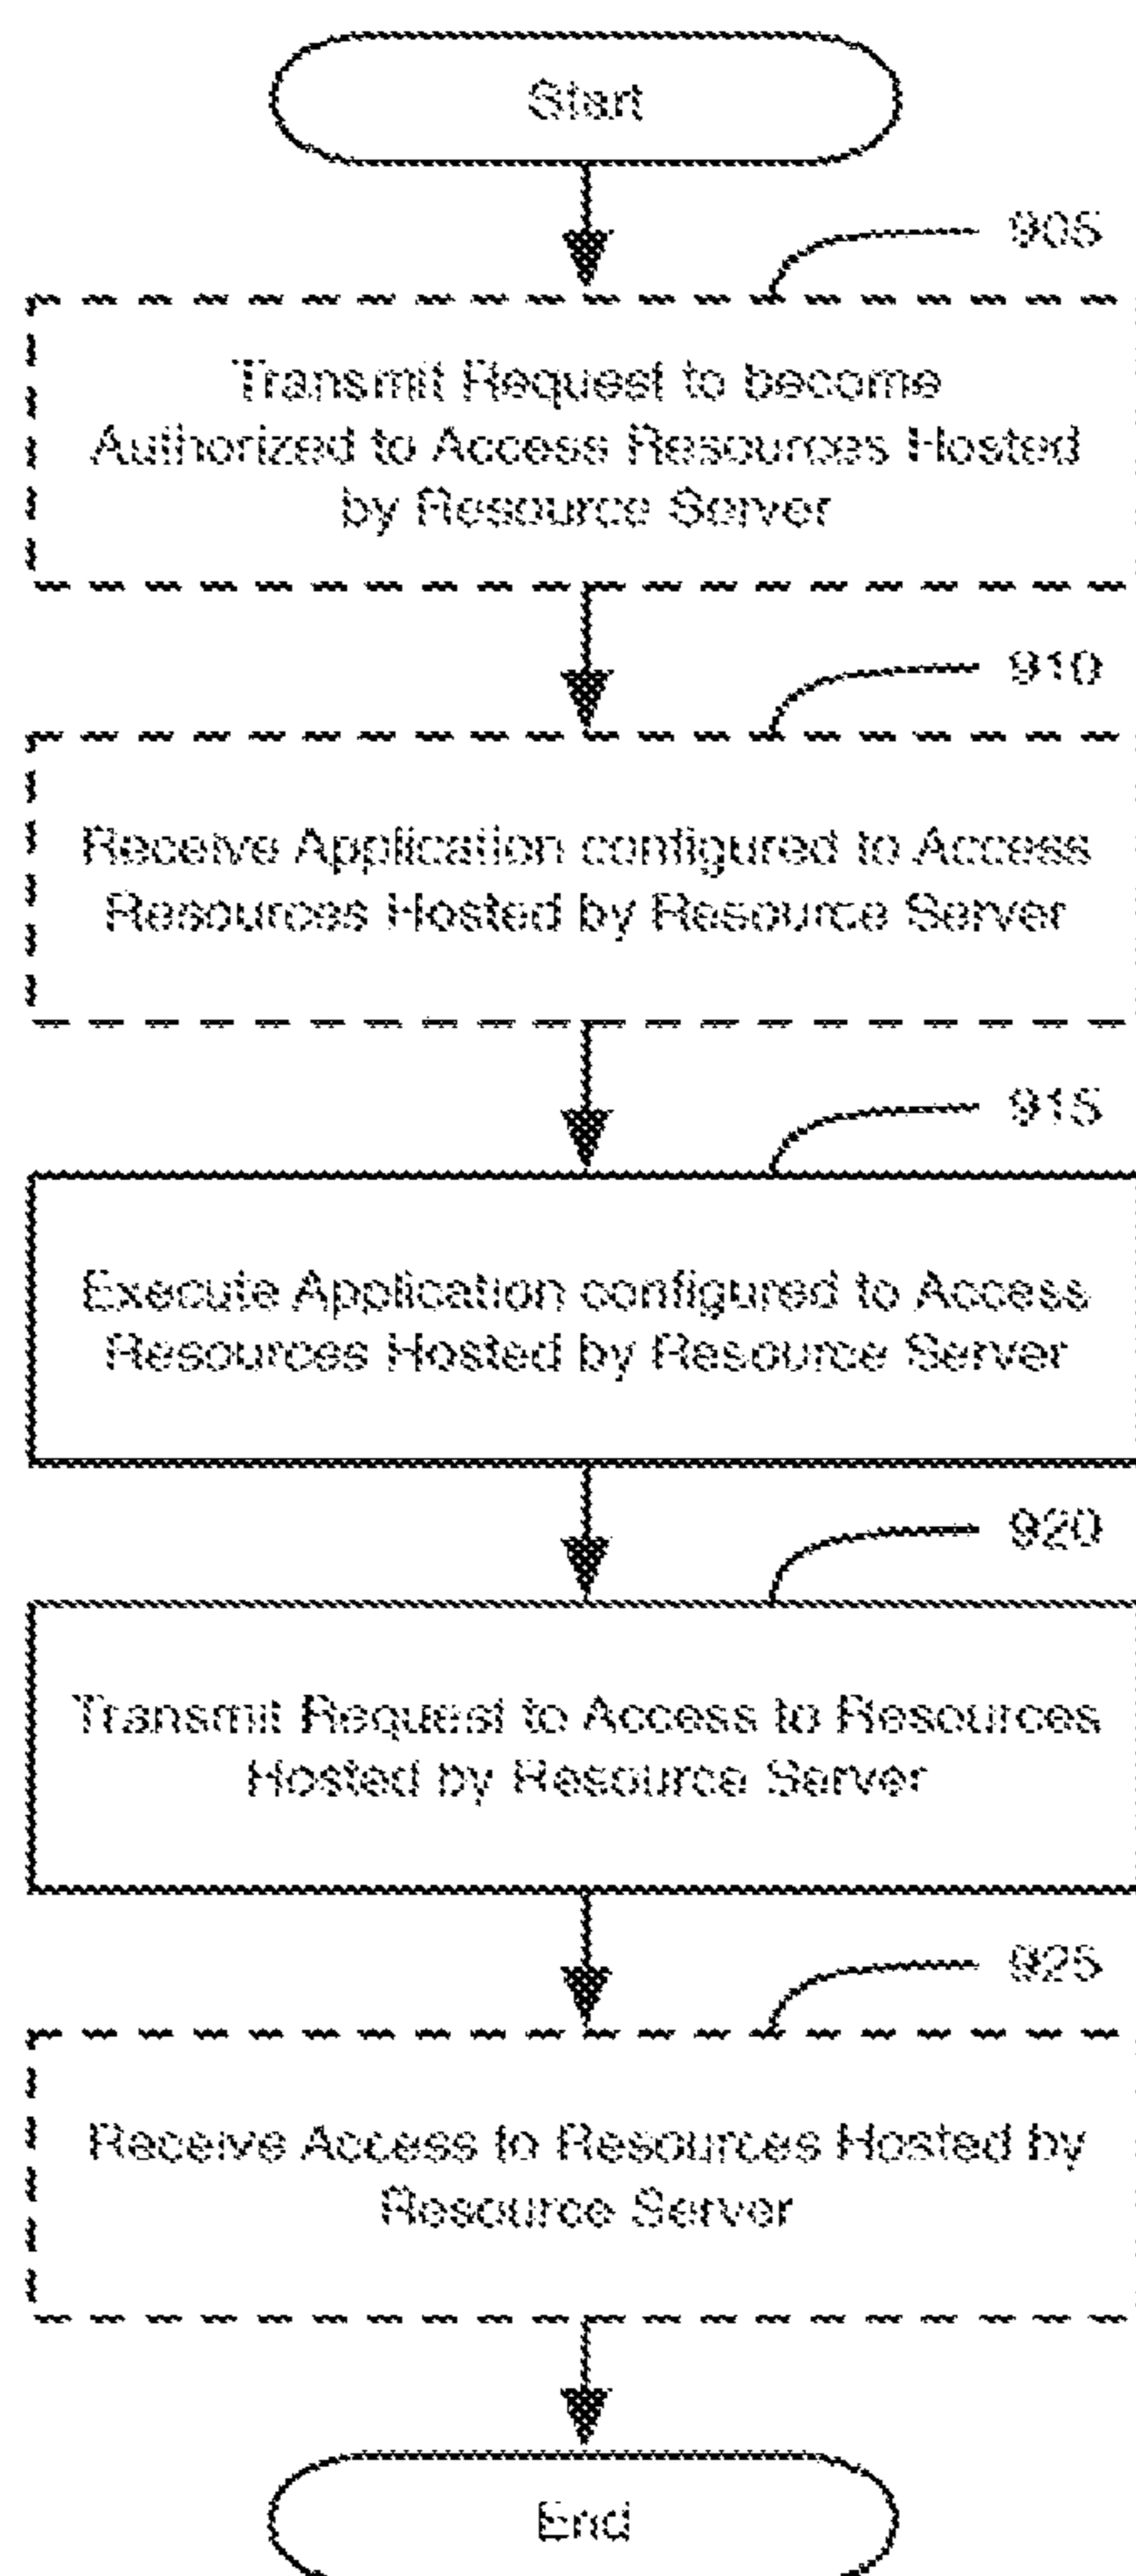 Start
905
Transmit Request to become
Authorized to Access Resources Hosted
by Resource Server
910
Receive Application configured to Access
Resources Hosted by Resource Server
915
Execute Application configured to Access
Resources Hosted by Resource Server
920
Transmit Request to Access to Resources
Hosted by Resource Server
925
Receive Access to Resources Hosted by
Resource Server
End